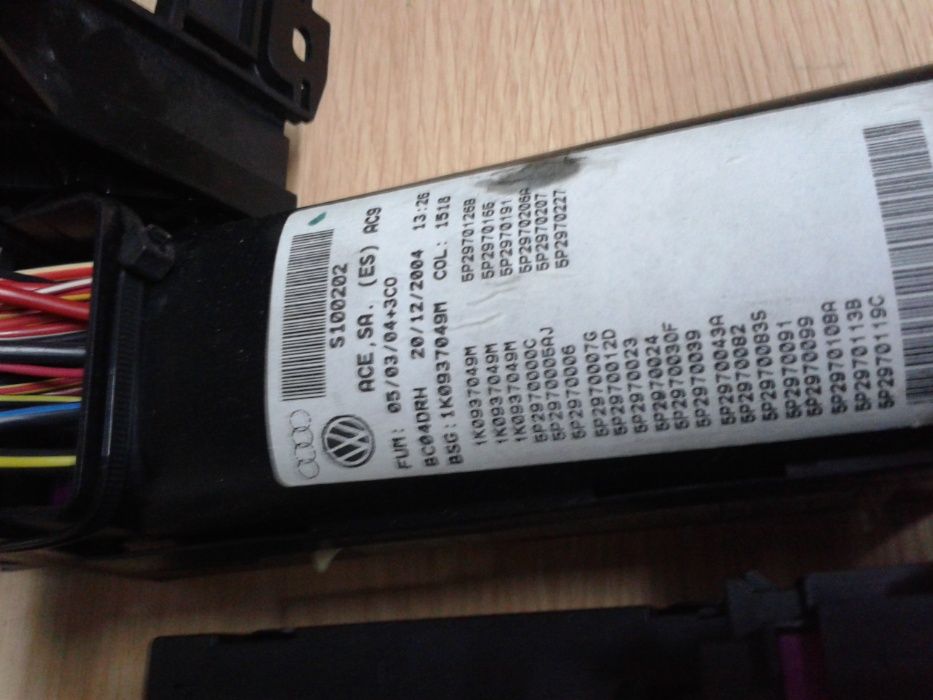 S100202
ACE,SA. (ES) AC9
FUM: 05/03/04+3C0
BC04DRH 20/12/2004 13:26
BSG:1K0937049M COL: 1518
1K0937049M 5P2970126B
1K0937049M 5P2970166
1K0937049M 5P2970191
5P2970000C 5P2970206A
5P2970005AJ 5P2970207
5P2970006 5P2970227
5P2970007G
5P2970012D
5P2970023
5P2970024
5P2970030F
5P2970039
5P2970043A
5P2970082
5P2970083S
5P2970091
5P2970099
5P2970108A
5P2970113B
5P2970119C